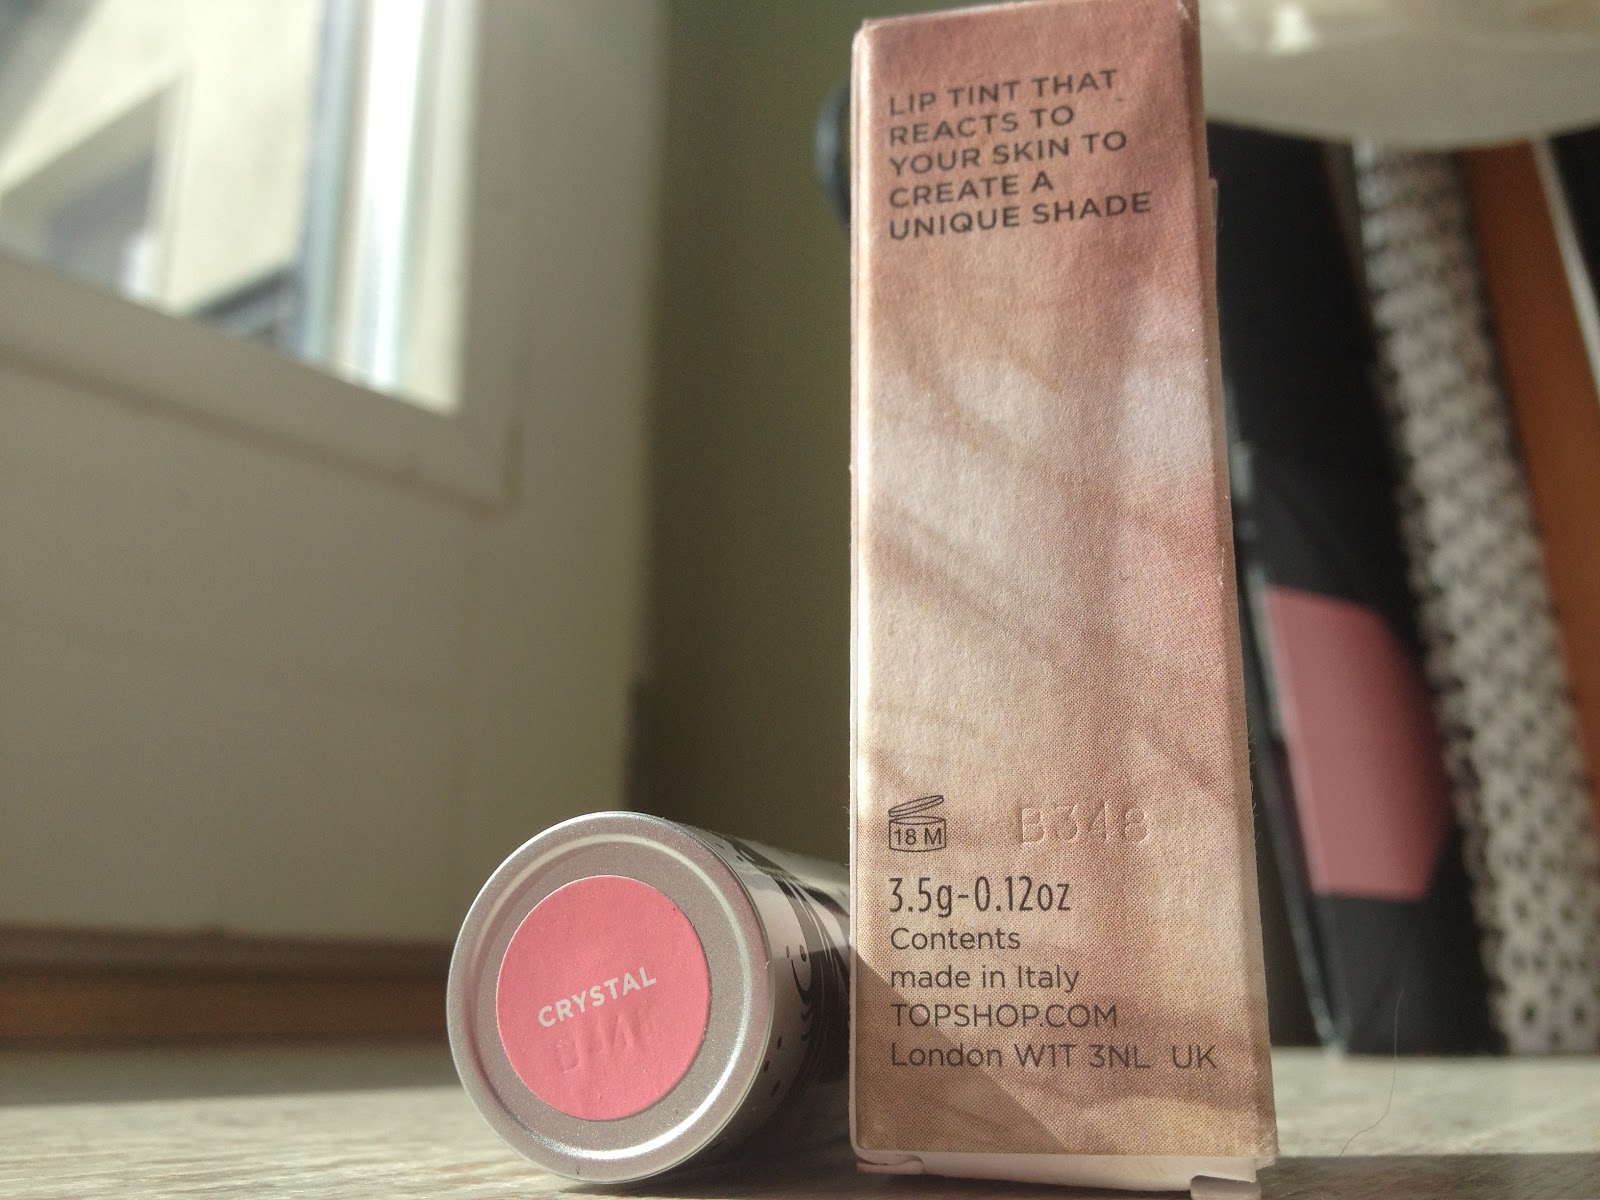 LIP TINT THAT
REACTS TO
YOUR SKIN TO
CREATE A
UNIQUE SHADE
18 M
B348
3.5g-0.12oz
Contents
made in Italy
TOPSHOP.COM
London W1T 3NL UK
CRYSTAL